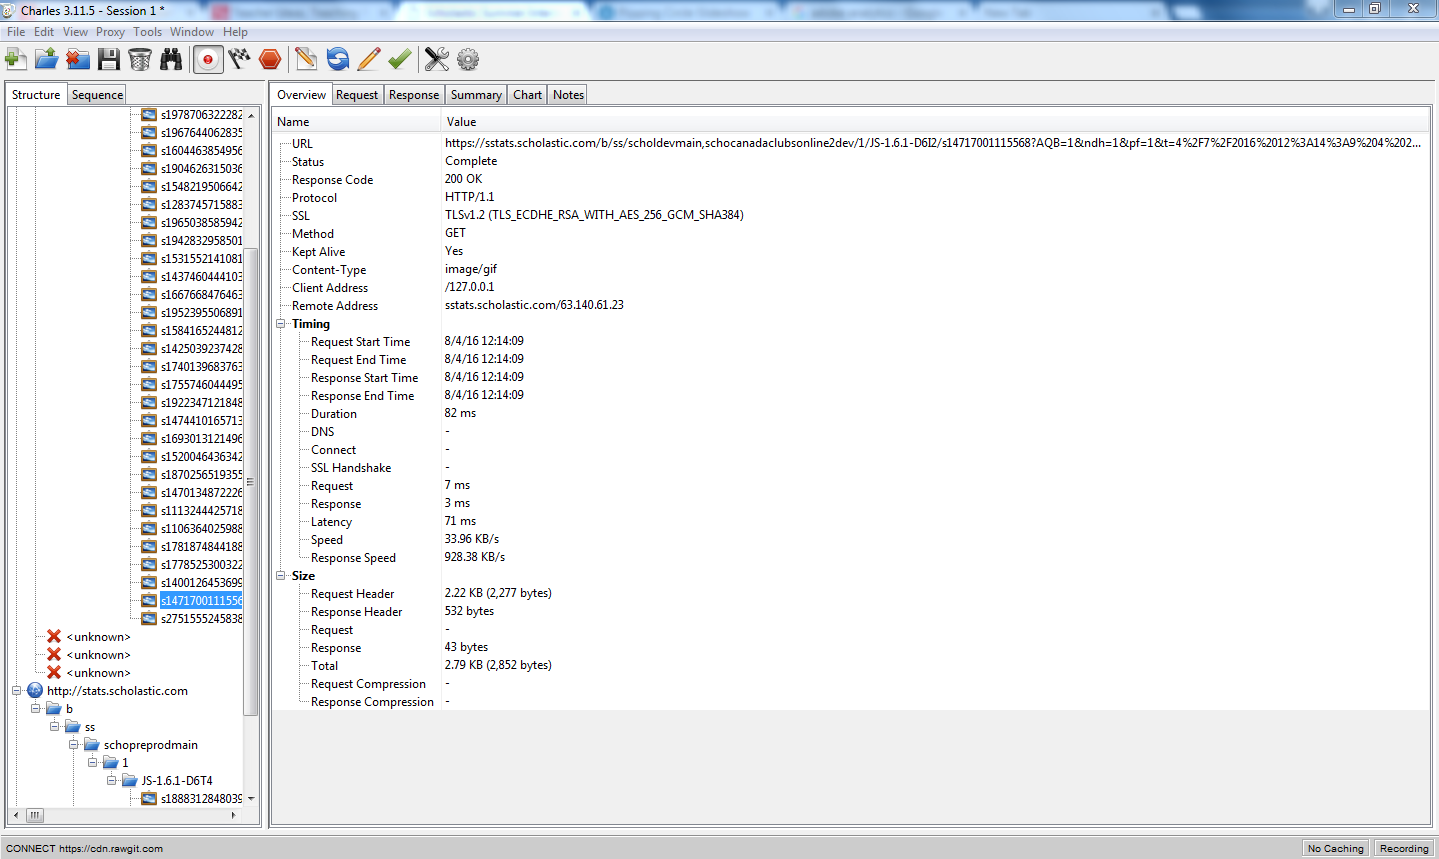 Charles 3.11.5 - Session 1 *
File Edit View Proxy Tools Window Help
Structure Sequence
s1978706322282
s1967644062835
s1604463854956
s1904626315036
s1548219506642
s1283745715883
s1965038585942
s1942832958501
s1531552141081
s1437460444103
s1667668476463
s1952395506891
s1584165244812
s1425039237428
s1740139683763
s1755746044495
s1922347121848
s1474410165713
s1693013121496
s1520046436342
s1870256519355
s1470134872226
s1113244425718
s1106364025988
s1781874844188
s1778525300322
s1400126453699
s1471700111556
s2751555245838
<unknown>
<unknown>
<unknown>
http://stats.scholastic.com
b
ss
schopreprodmain
1
JS-1.6.1-D6T4
s1888312848039
Overview Request Response Summary Chart Notes
Name Value
URL https://sstats.scholastic.com/b/ss/scholdevmain,schocanadaclubsonline2dev/1/JS-1.6.1-D6I2/s14717001115568?AQB=1&ndh=1&pf=1&t=4%2F7%2F2016%2012%3A14%3A9%204%202...
Status Complete
Response Code 200 OK
Protocol HTTP/1.1
SSL TLSv1.2 (TLS_ECDHE_RSA_WITH_AES_256_GCM_SHA384)
Method GET
Kept Alive Yes
Content-Type image/gif
Client Address /127.0.0.1
Remote Address sstats.scholastic.com/63.140.61.23
Timing
Request Start Time 8/4/16 12:14:09
Request End Time 8/4/16 12:14:09
Response Start Time 8/4/16 12:14:09
Response End Time 8/4/16 12:14:09
Duration 82 ms
DNS -
Connect -
SSL Handshake -
Request 7 ms
Response 3 ms
Latency 71 ms
Speed 33.96 KB/s
Response Speed 928.38 KB/s
Size
Request Header 2.22 KB (2,277 bytes)
Response Header 532 bytes
Request -
Response 43 bytes
Total 2.79 KB (2,852 bytes)
Request Compression -
Response Compression -
CONNECT https://cdn.rawgit.com
No Caching Recording